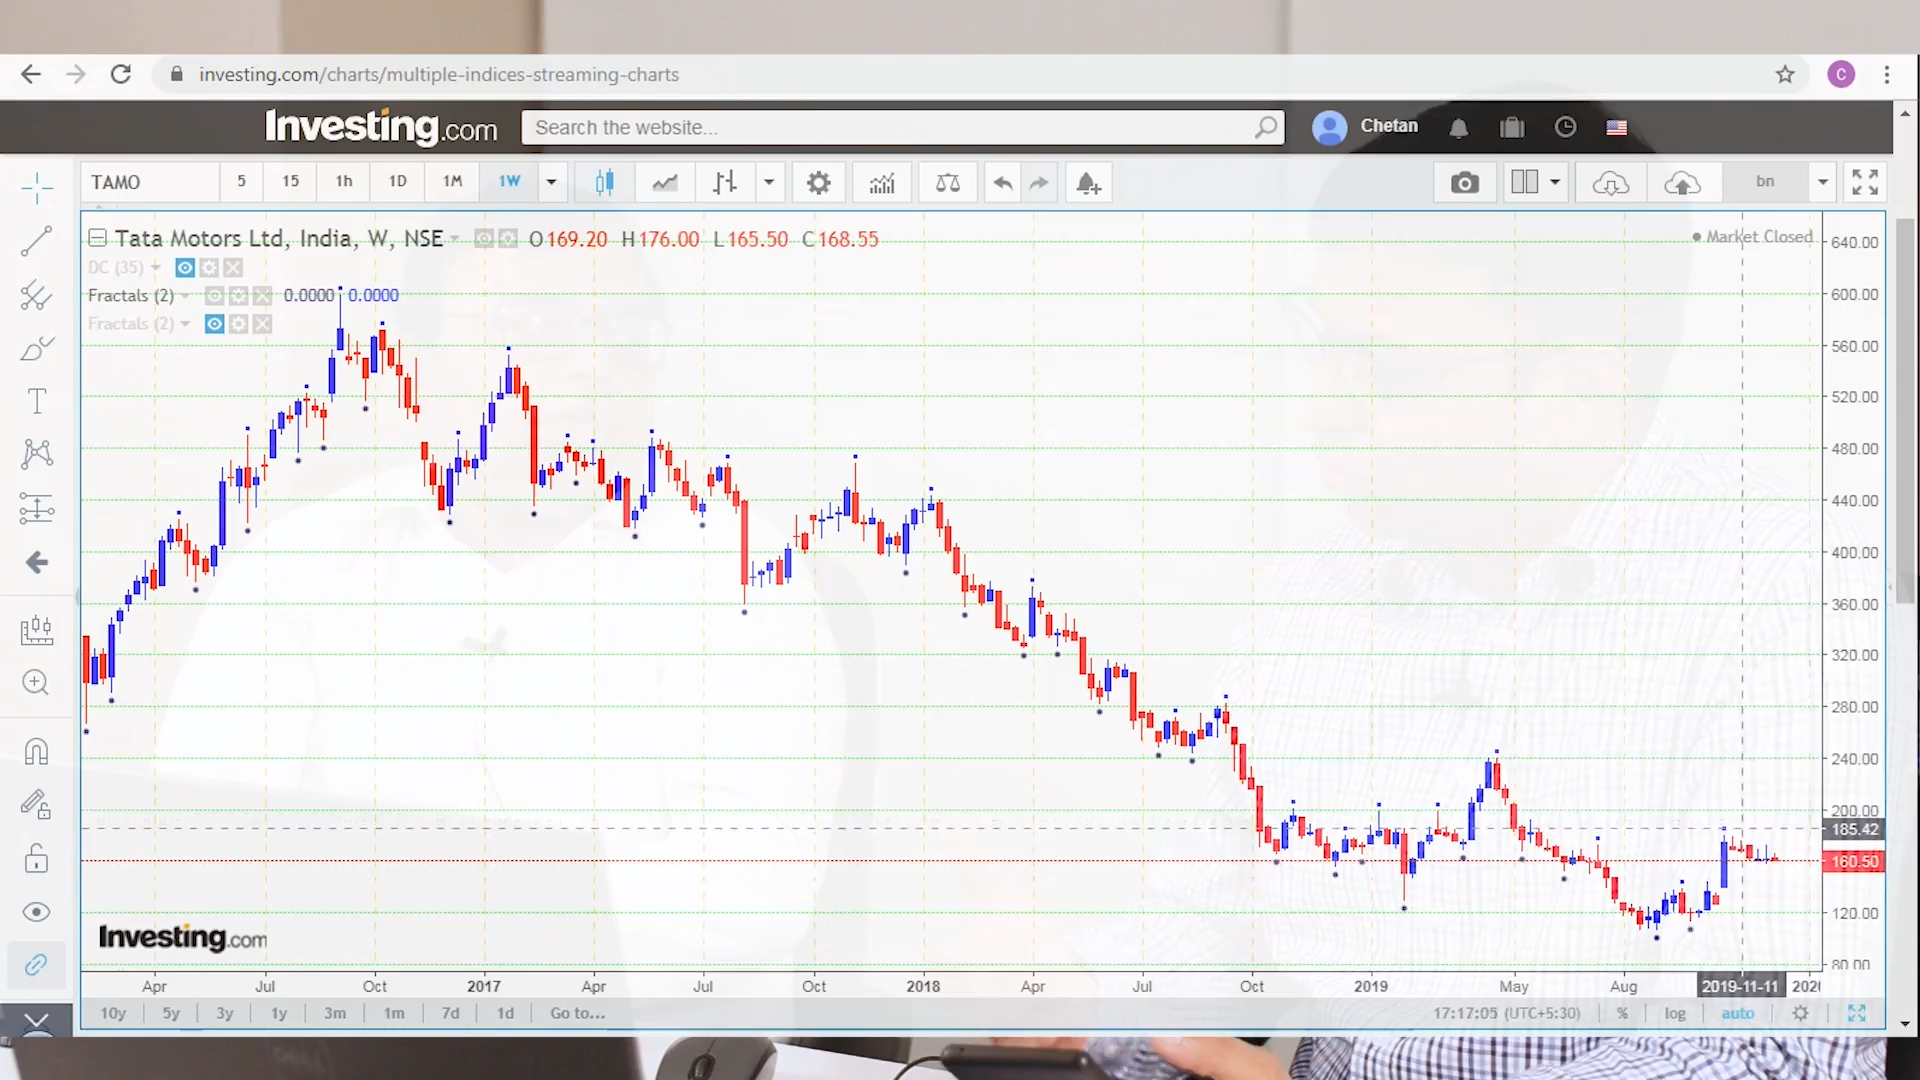 investing.com/charts/multiple-indices-streaming-charts
Investing.com
Search the website...
Chetan
TAMO 5 15 1h 1D 1M 1W
bn
Tata Motors Ltd, India, W, NSE O169.20 H176.00 L165.50 C168.55
Market Closed
DC (35)
Fractals (2) 0.0000 0.0000
Fractals (2)
640.00
600.00
560.00
520.00
480.00
440.00
400.00
360.00
320.00
280.00
240.00
200.00
185.42
160.50
120.00
80.00
Investing.com
Apr Jul Oct 2017 Apr Jul Oct 2018 Apr Jul Oct 2019 May Aug 2019-11-11
10y 5y 3y 1y 3m 1m 7d 1d Go to...
17:17:05 (UTC+5:30) % log auto